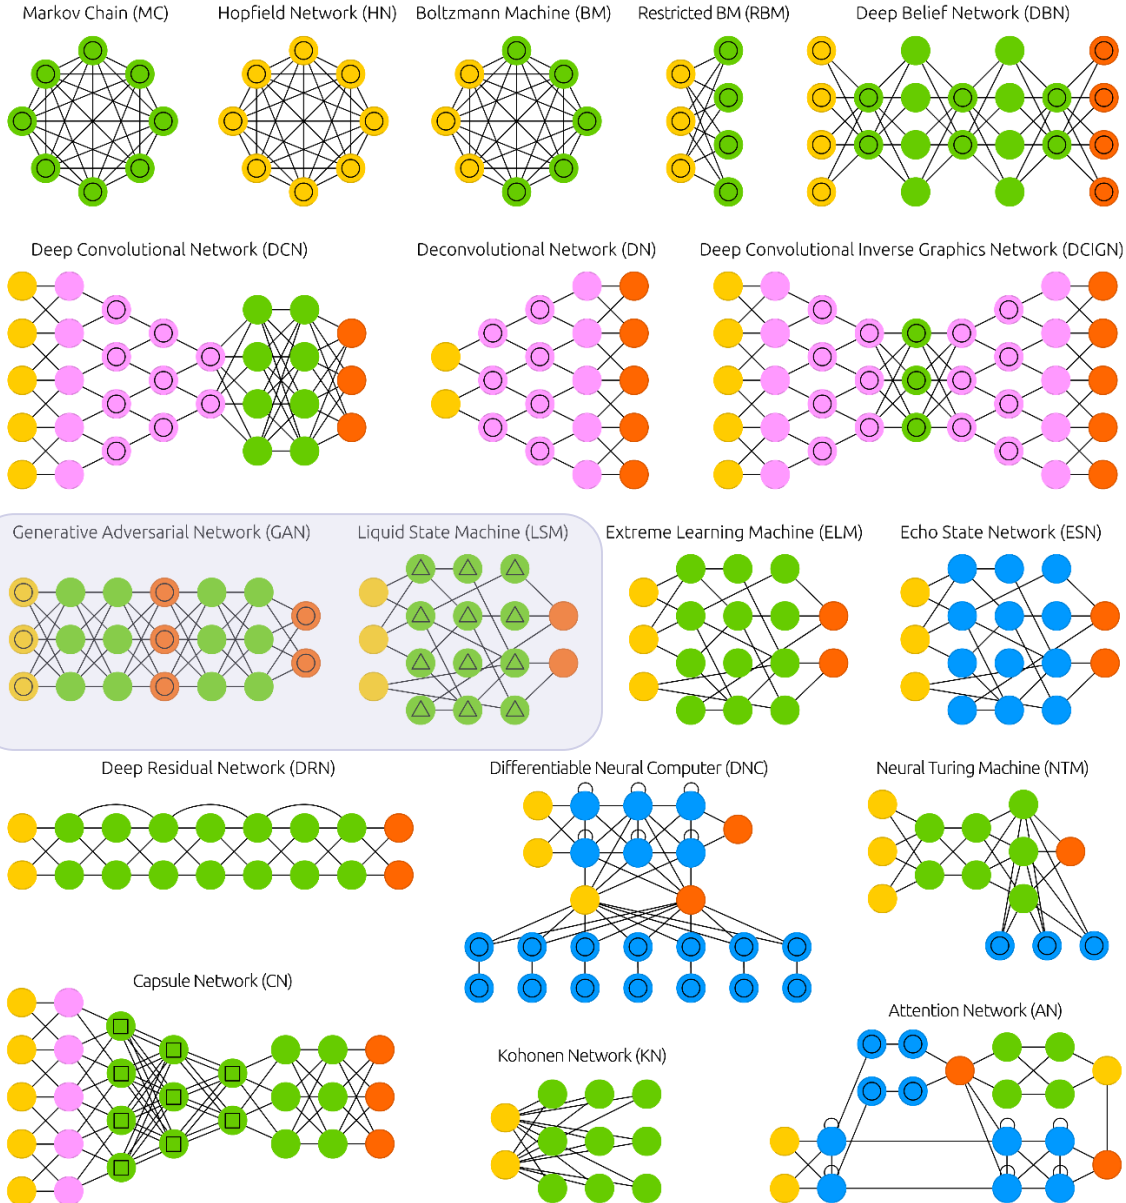 Markov Chain (MC)
Hopfield Network (HN)
Boltzmann Machine (BM)
Restricted BM (RBM)
Deep Belief Network (DBN)
Deep Convolutional Network (DCN)
Deconvolutional Network (DN)
Deep Convolutional Inverse Graphics Network (DCIGN)
Generative Adversarial Network (GAN)
Liquid State Machine (LSM)
Extreme Learning Machine (ELM)
Echo State Network (ESN)
Deep Residual Network (DRN)
Differentiable Neural Computer (DNC)
Neural Turing Machine (NTM)
Capsule Network (CN)
Kohonen Network (KN)
Attention Network (AN)